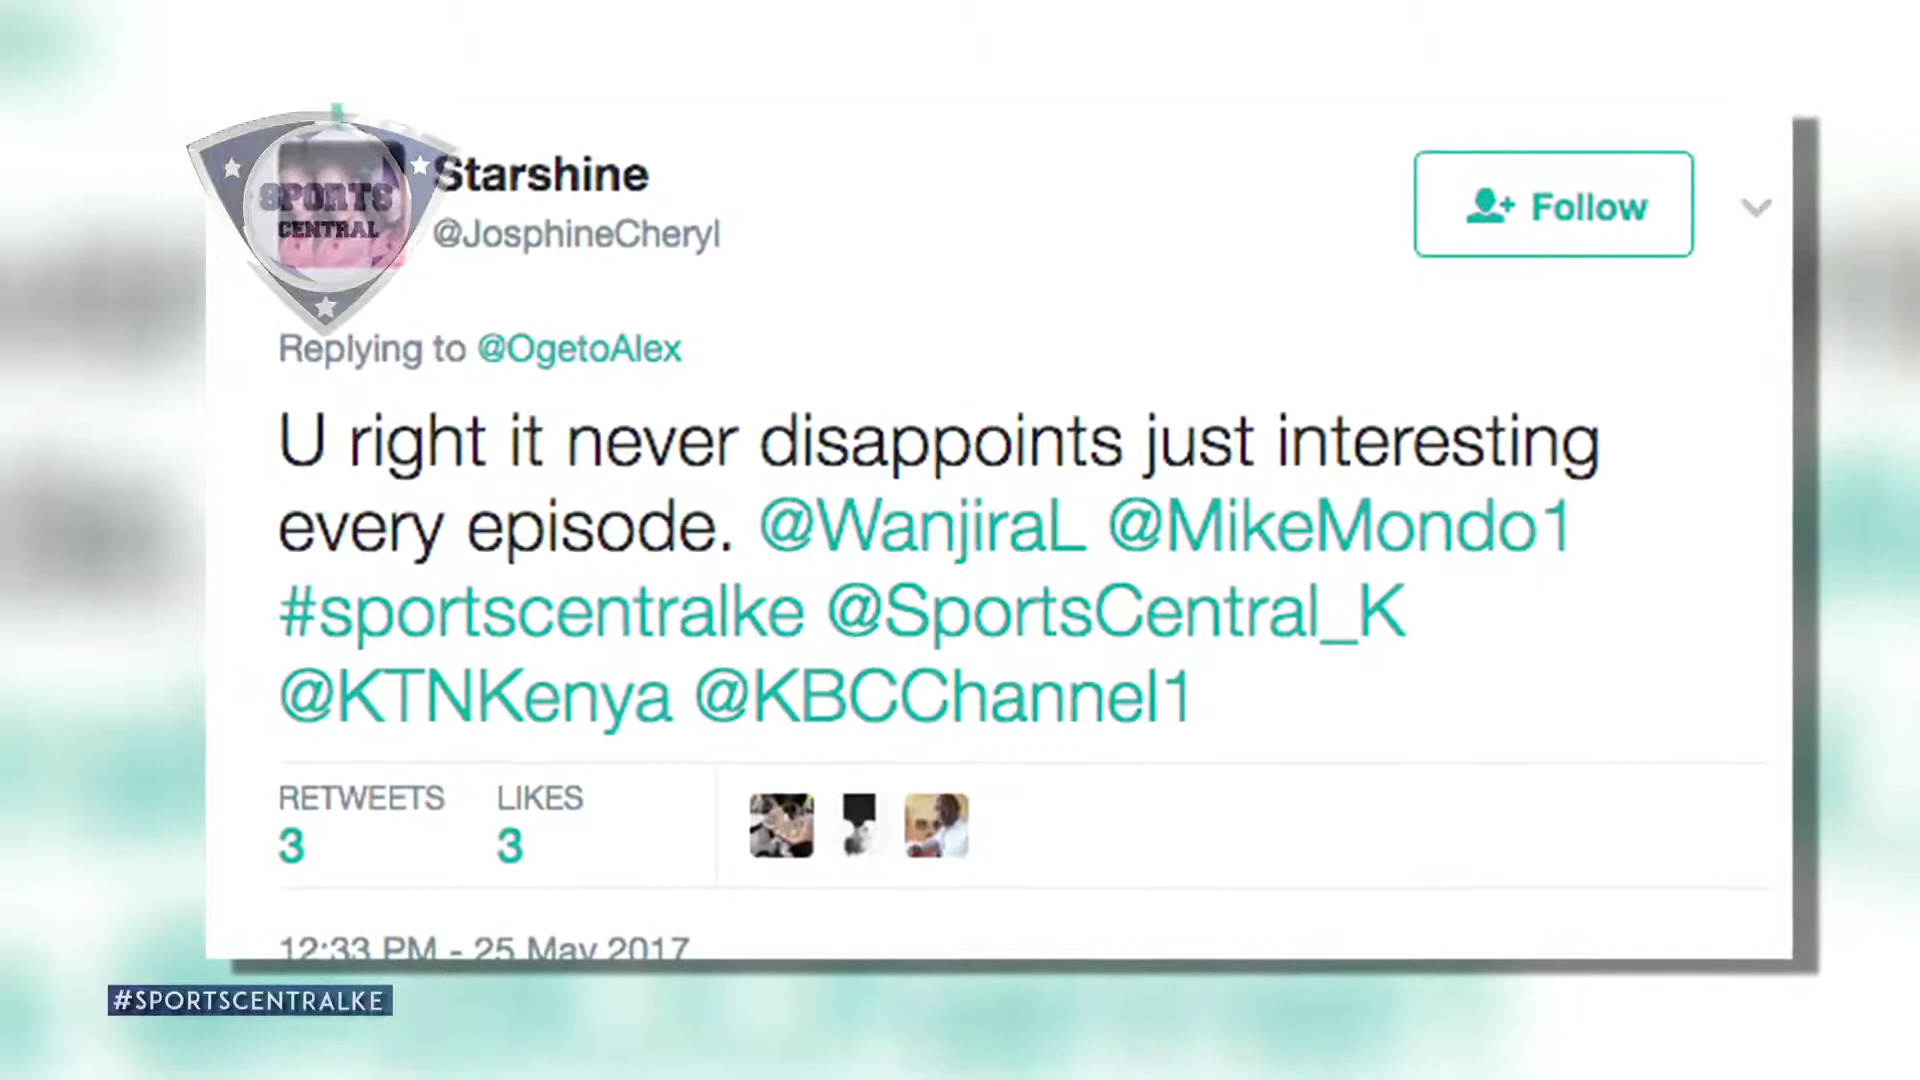 SPORTS
CENTRAL
Starshine
@JosphineCheryl
Follow
Replying to @OgetoAlex
U right it never disappoints just interesting
every episode. @WanjiraL @MikeMondo1
#sportscentralke @SportsCentral_K
@KTNKenya @KBCChannel1
RETWEETS LIKES
3 3
12:33 PM - 25 May 2017
#SPORTSCENTRALKE